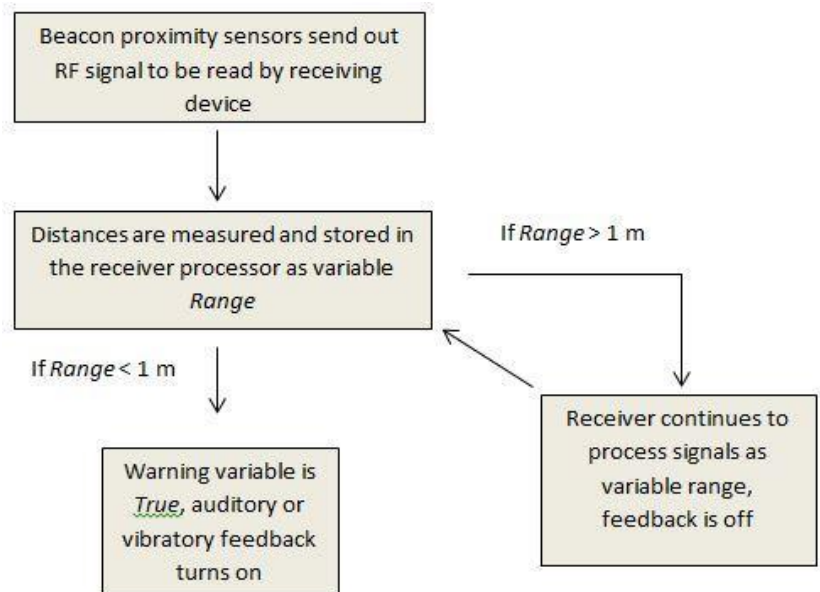 Beacon proximity sensors send out
RF signal to be read by receiving
device
Distances are measured and stored in
the receiver processor as variable
Range
If Range > 1 m
If Range < 1 m
Receiver continues to
process signals as
variable range,
feedback is off
Warning variable is
True, auditory or
vibratory feedback
turns on